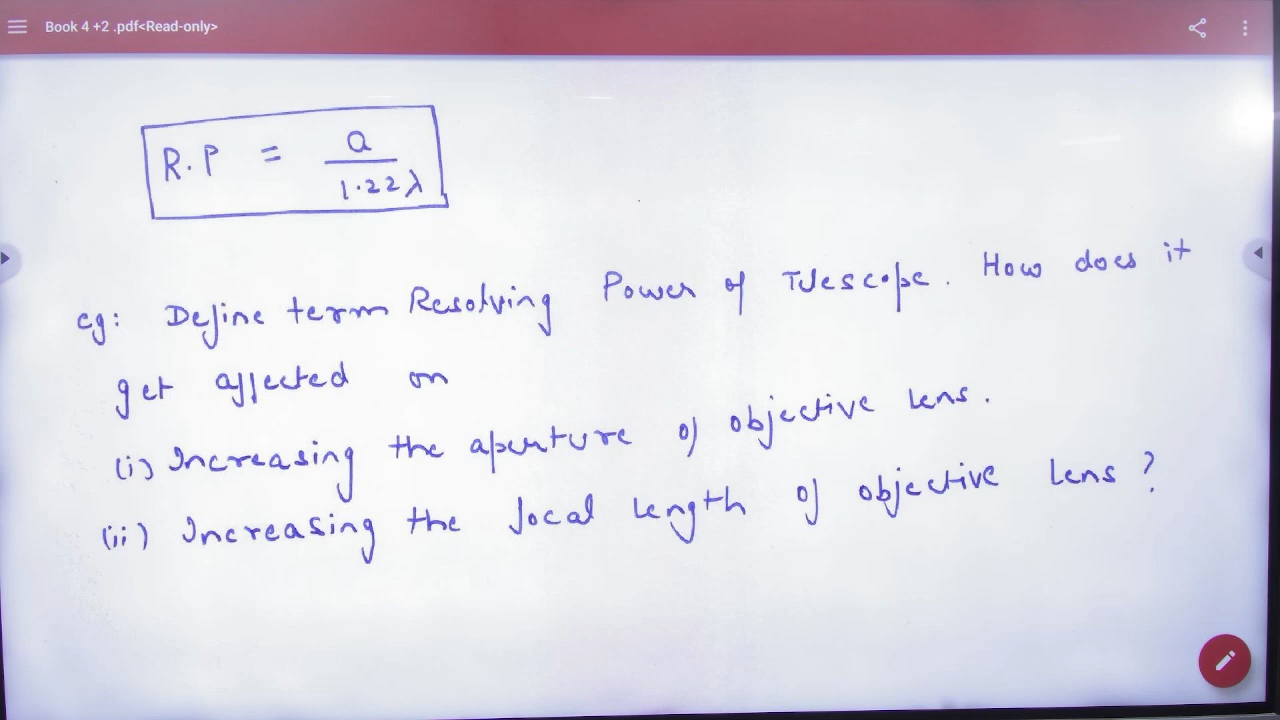 Book 4 +2 .pdf<Read-only>
R.P = a / 1.22λ
eg: Define term Resolving Power of Telescope. How does it
get affected on
(i) Increasing the aperture of objective lens.
(ii) Increasing the focal length of objective lens?